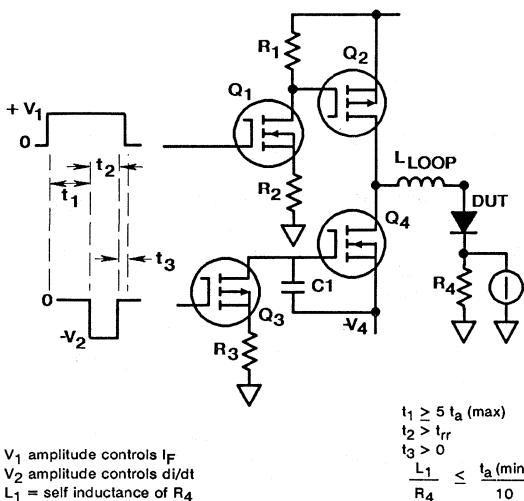 R1
Q2
Q1
+V1
0
t2
LLOOP
t1
R2
DUT
Q4
t3
0
C1
R4
Q3
-V2
R3
-V4
t1 ≥ 5 ta (max)
t2 > trr
t3 > 0
L1/R4 ≤ ta (min/10
V1 amplitude controls IF
V2 amplitude controls di/dt
L1 = self inductance of R4